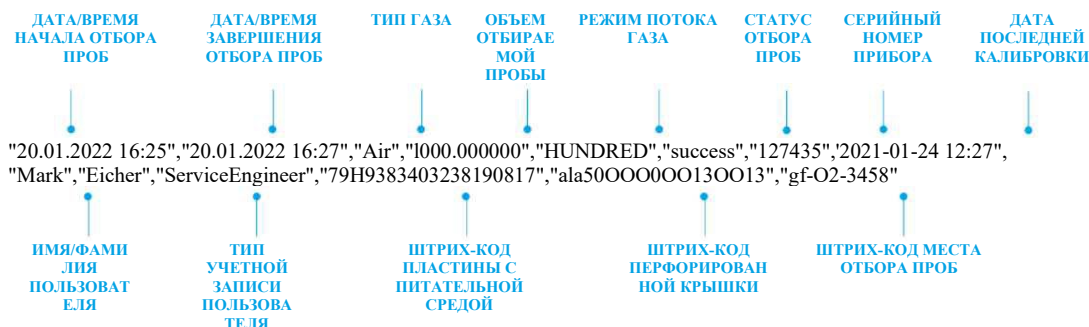 ДАТА/ВРЕМЯ
НАЧАЛА ОТБОРА
ПРОБ
ДАТА/ВРЕМЯ
ЗАВЕРШЕНИЯ
ОТБОРА ПРОБ
ТИП ГАЗА
ОБЪЕМ
ОТБИРАЕ
МОЙ
ПРОБЫ
РЕЖИМ ПОТОКА
ГАЗА
СТАТУС
ОТБОРА
ПРОБ
СЕРИЙНЫЙ
НОМЕР
ПРИБОРА
ДАТА
ПОСЛЕДНЕЙ
КАЛИБРОВКИ
"20.01.2022 16:25","20.01.2022 16:27","Air","l000.000000","HUNDRED","success","127435",2021-01-24 12:27",
"Mark","Eicher","ServiceEngineer","79H9383403238190817","ala50OOO0OO13OO13","gf-O2-3458"
ИМЯ/ФАМИ
ЛИЯ
ПОЛЬЗОВАТ
ЕЛЯ
ТИП
УЧЕТНОЙ
ЗАПИСИ
ПОЛЬЗОВА
ТЕЛЯ
ШТРИХ-КОД
ПЛАСТИНЫ С
ПИТАТЕЛЬНОЙ
СРЕДОЙ
ШТРИХ-КОД
ПЕРФОРИРОВАН
НОЙ КРЫШКИ
ШТРИХ-КОД МЕСТА
ОТБОРА ПРОБ